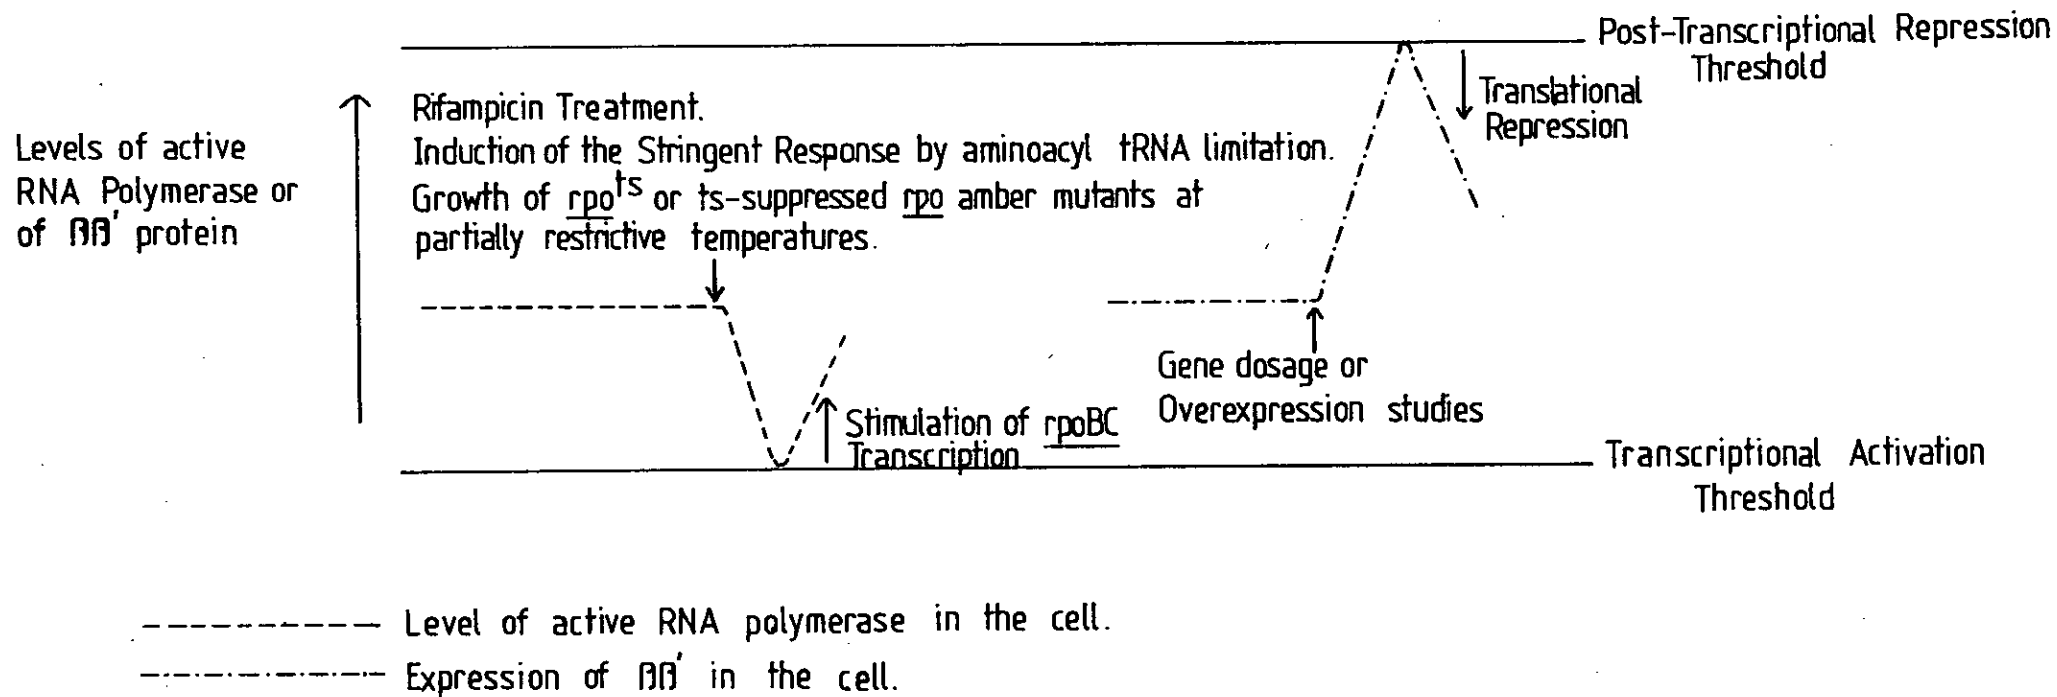 Post-Transcriptional Repression
Threshold
Levels of active
RNA Polymerase or
of ββ' protein
Rifampicin Treatment.
Induction of the Stringent Response by aminoacyl tRNA limitation.
Growth of rpo^ts or ts-suppressed rpo amber mutants at
partially restrictive temperatures.
Translational
Repression
Stimulation of rpoBC
Transcription
Gene dosage or
Overexpression studies
Transcriptional Activation
Threshold
Level of active RNA polymerase in the cell.
Expression of ββ' in the cell.